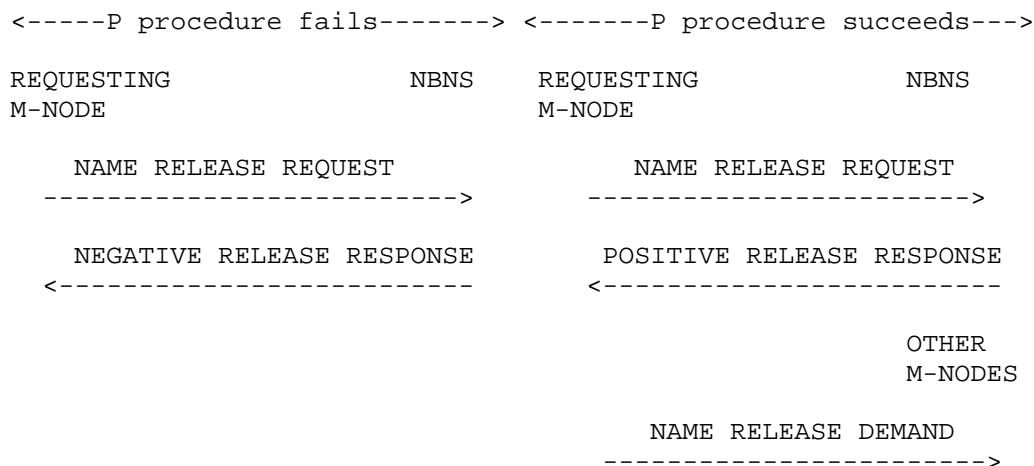 <-----P procedure fails-------> <-------P procedure succeeds--->
REQUESTING               NBNS    REQUESTING             NBNS
M-NODE                           M-NODE
NAME RELEASE REQUEST               NAME RELEASE REQUEST
--------------------------->       ------------------------>
NEGATIVE RELEASE RESPONSE        POSITIVE RELEASE RESPONSE
<---------------------------       <-------------------------
OTHER
M-NODES
NAME RELEASE DEMAND
------------------------>